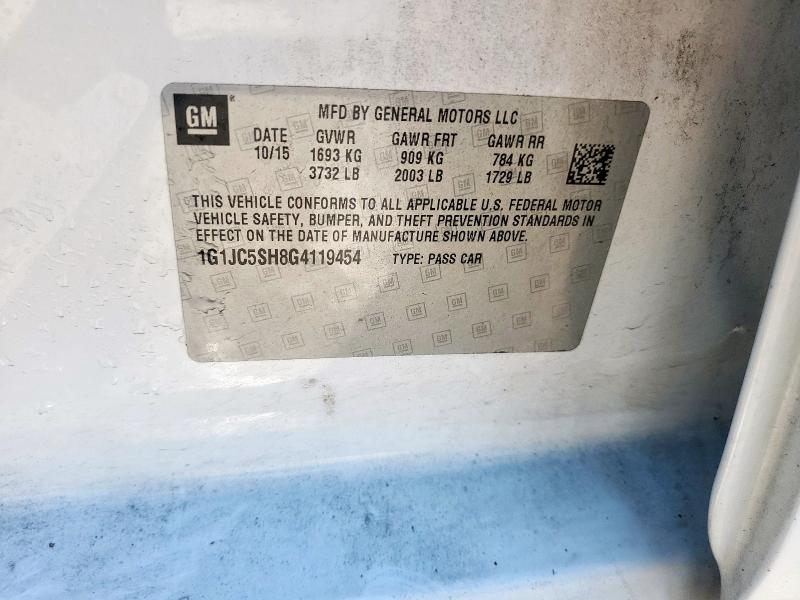 GM
MFD BY GENERAL MOTORS LLC
DATE GVWR GAWR FRT GAWR RR
10/15 1693 KG 909 KG 784 KG
3732 LB 2003 LB 1729 LB
THIS VEHICLE CONFORMS TO ALL APPLICABLE U.S. FEDERAL MOTOR
VEHICLE SAFETY, BUMPER, AND THEFT PREVENTION STANDARDS IN
EFFECT ON THE DATE OF MANUFACTURE SHOWN ABOVE.
1G1JC5SH8G4119454 TYPE: PASS CAR